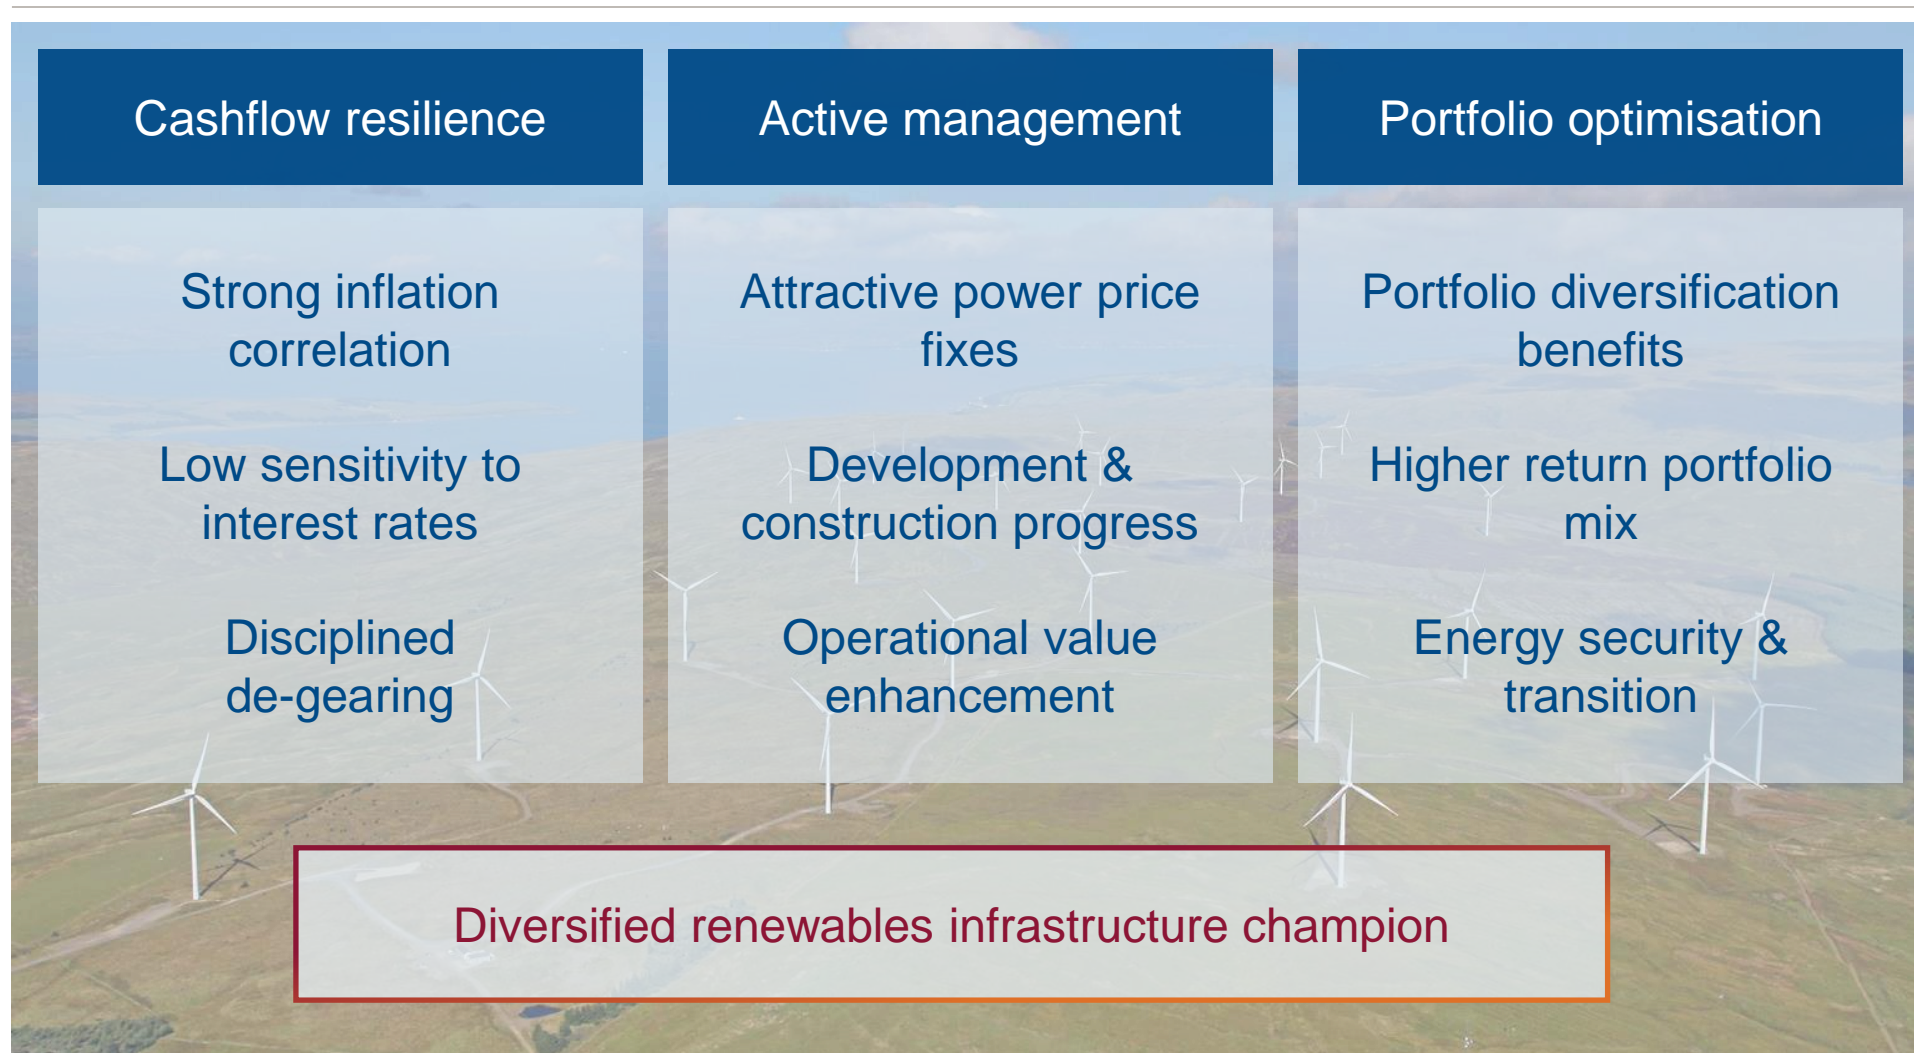 Cashflow resilience
Strong inflation
correlation
Low sensitivity to
interest rates
Disciplined
de-gearing
Active management
Attractive power price
fixes
Development &
construction progress
Operational value
enhancement
Portfolio optimisation
Portfolio diversification
benefits
Higher return portfolio
mix
Energy security &
transition
Diversified renewables infrastructure champion